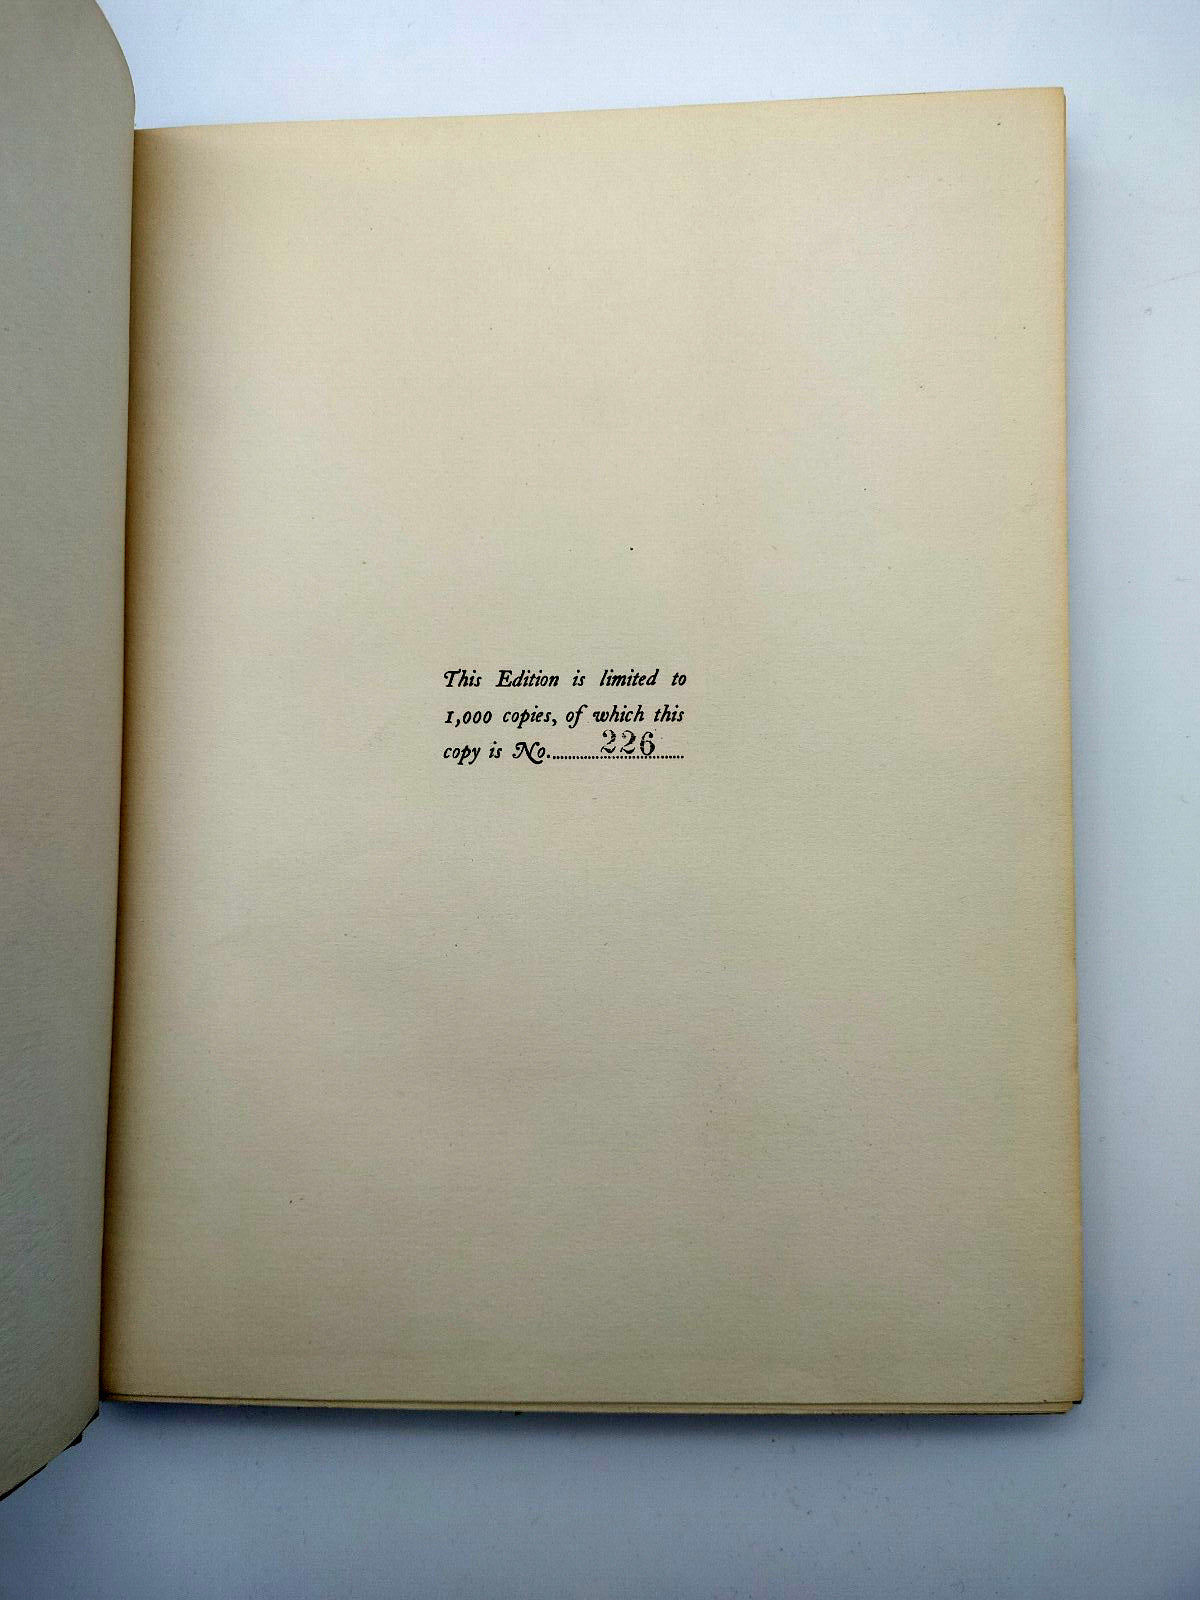 This Edition is limited to
1,000 copies, of which this
copy is No. 226